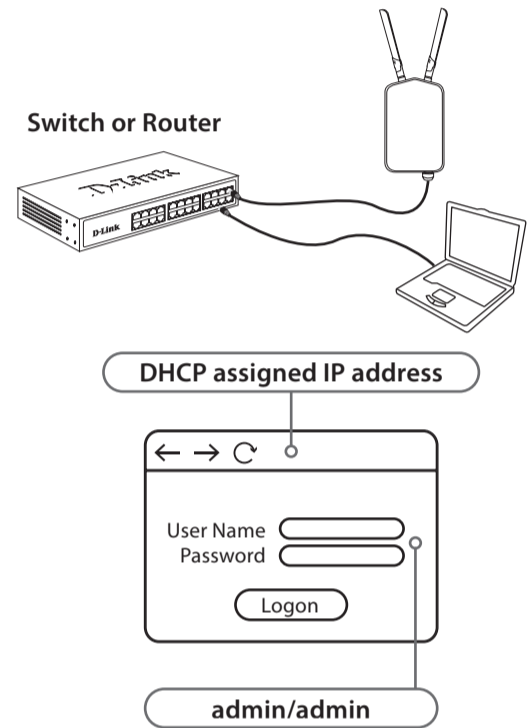 Switch or Router
D-Link
D-Link
DHCP assigned IP address
User Name
Password
Logon
admin/admin